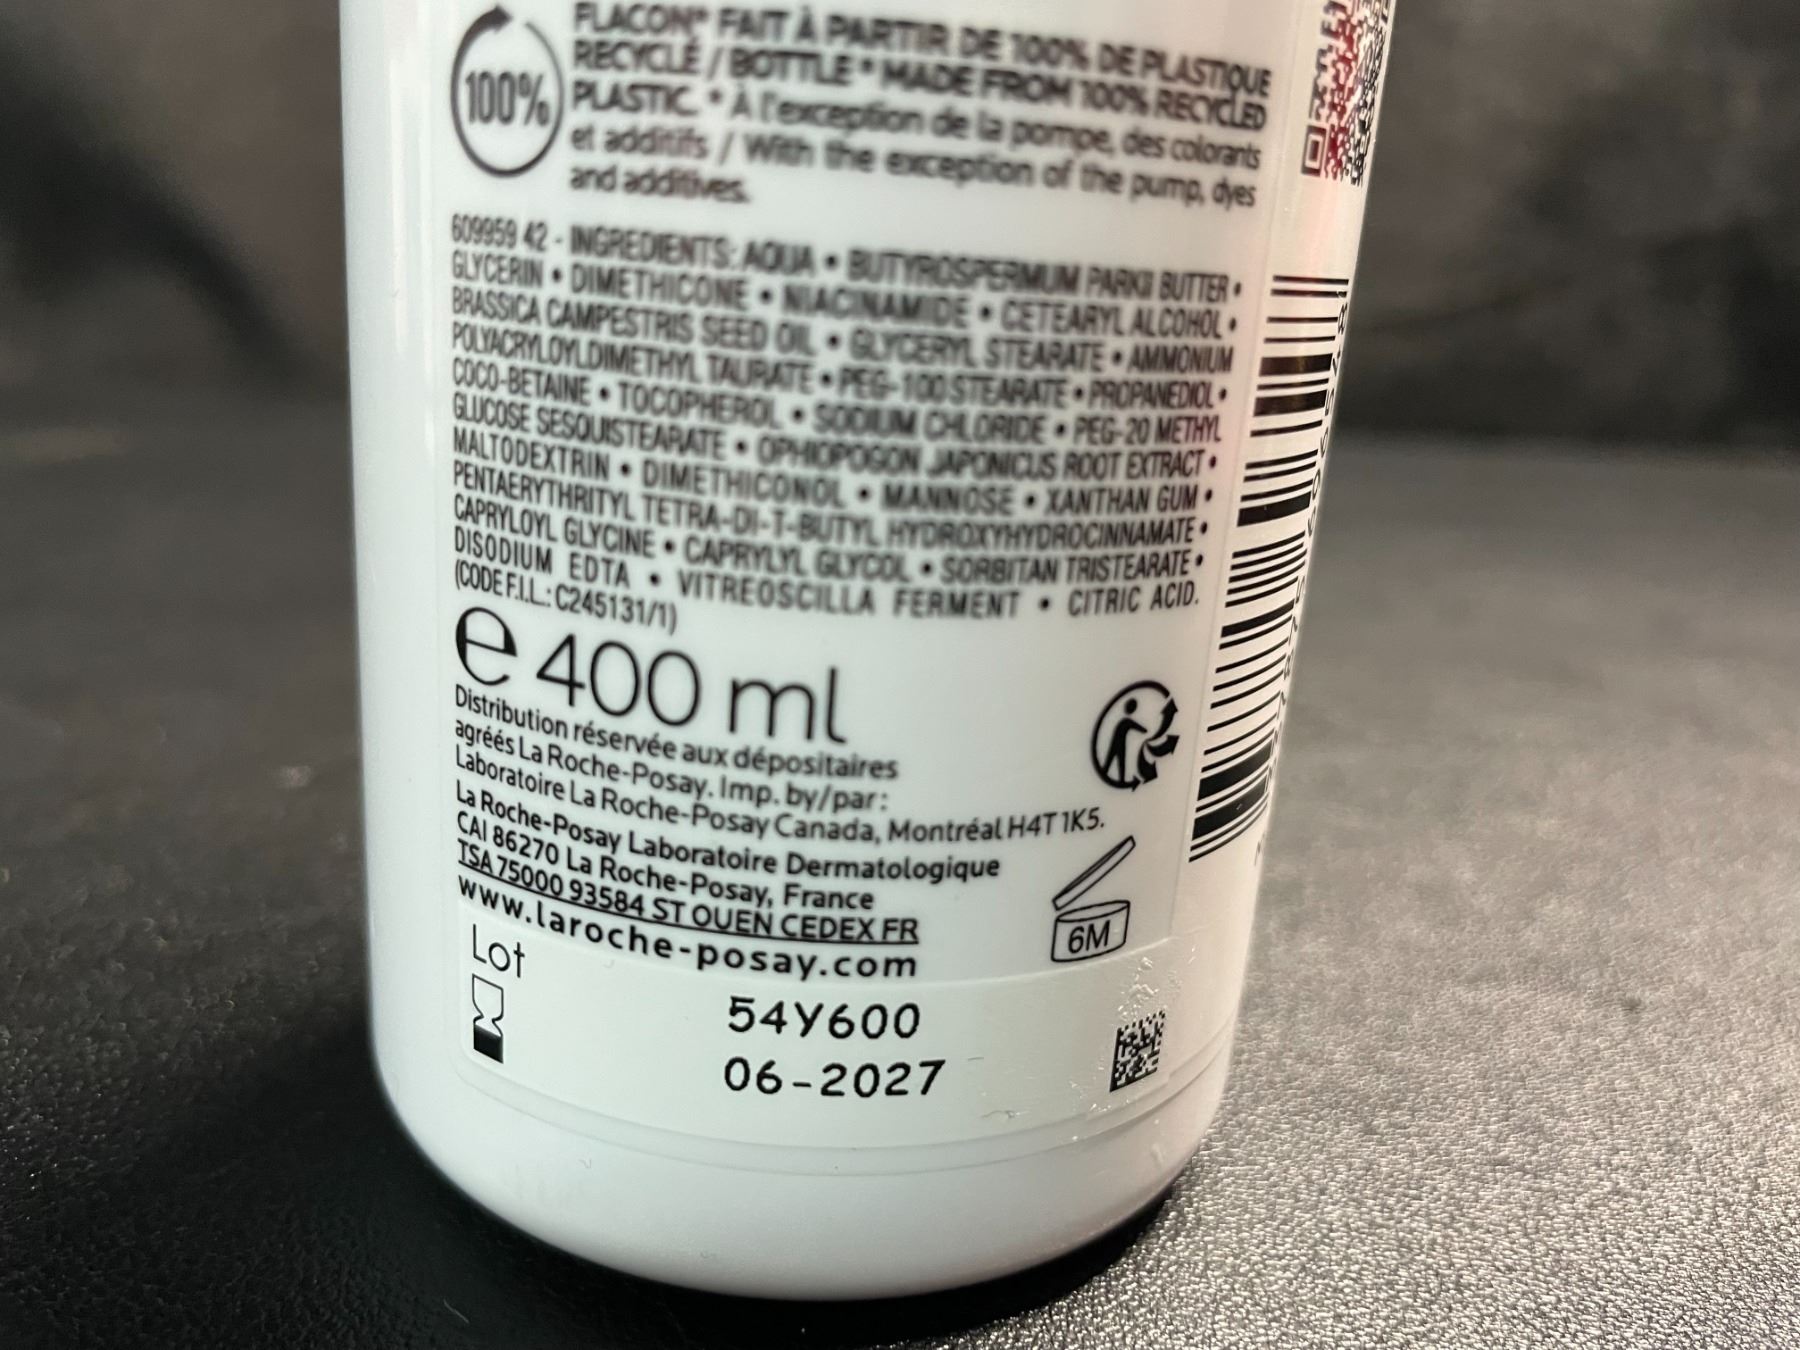 FLACON* FAIT À PARTIR DE 100% DE PLASTIQUE
RECYCLÉ / BOTTLE * MADE FROM 100% RECYCLED
PLASTIC. * À l'exception de la pompe, des colorants
et additifs / With the exception of the pump, dyes
and additives.
100%
609959 42 - INGREDIENTS: AQUA • BUTYROSPERMUM PARKII BUTTER •
GLYCERIN • DIMETHICONE • NIACINAMIDE • CETEARYL ALCOHOL •
BRASSICA CAMPESTRIS SEED OIL • GLYCERYL STEARATE • AMMONIUM
POLYACRYLOYLDIMETHYL TAURATE • PEG-100 STEARATE • PROPANEDIOL •
COCO-BETAINE • TOCOPHEROL • SODIUM CHLORIDE • PEG-20 METHYL
GLUCOSE SESQUISTEARATE • OPHIOPOGON JAPONICUS ROOT EXTRACT •
MALTODEXTRIN • DIMETHICONOL • MANNOSE • XANTHAN GUM •
PENTAERYTHRITYL TETRA-DI-T-BUTYL HYDROXYHYDROCINNAMATE •
CAPRYLOYL GLYCINE • CAPRYLYL GLYCOL • SORBITAN TRISTEARATE •
DISODIUM EDTA • VITREOSCILLA FERMENT • CITRIC ACID.
(CODE F.I.L.: C245131/1)
e 400 ml
Distribution réservée aux dépositaires
agréés La Roche-Posay. Imp. by/par:
Laboratoire La Roche-Posay Canada, Montréal H4T 1K5.
La Roche-Posay Laboratoire Dermatologique
CAI 86270 La Roche-Posay, France
TSA 75000 93584 ST OUEN CEDEX FR
www.laroche-posay.com
6M
Lot
54Y600
06-2027